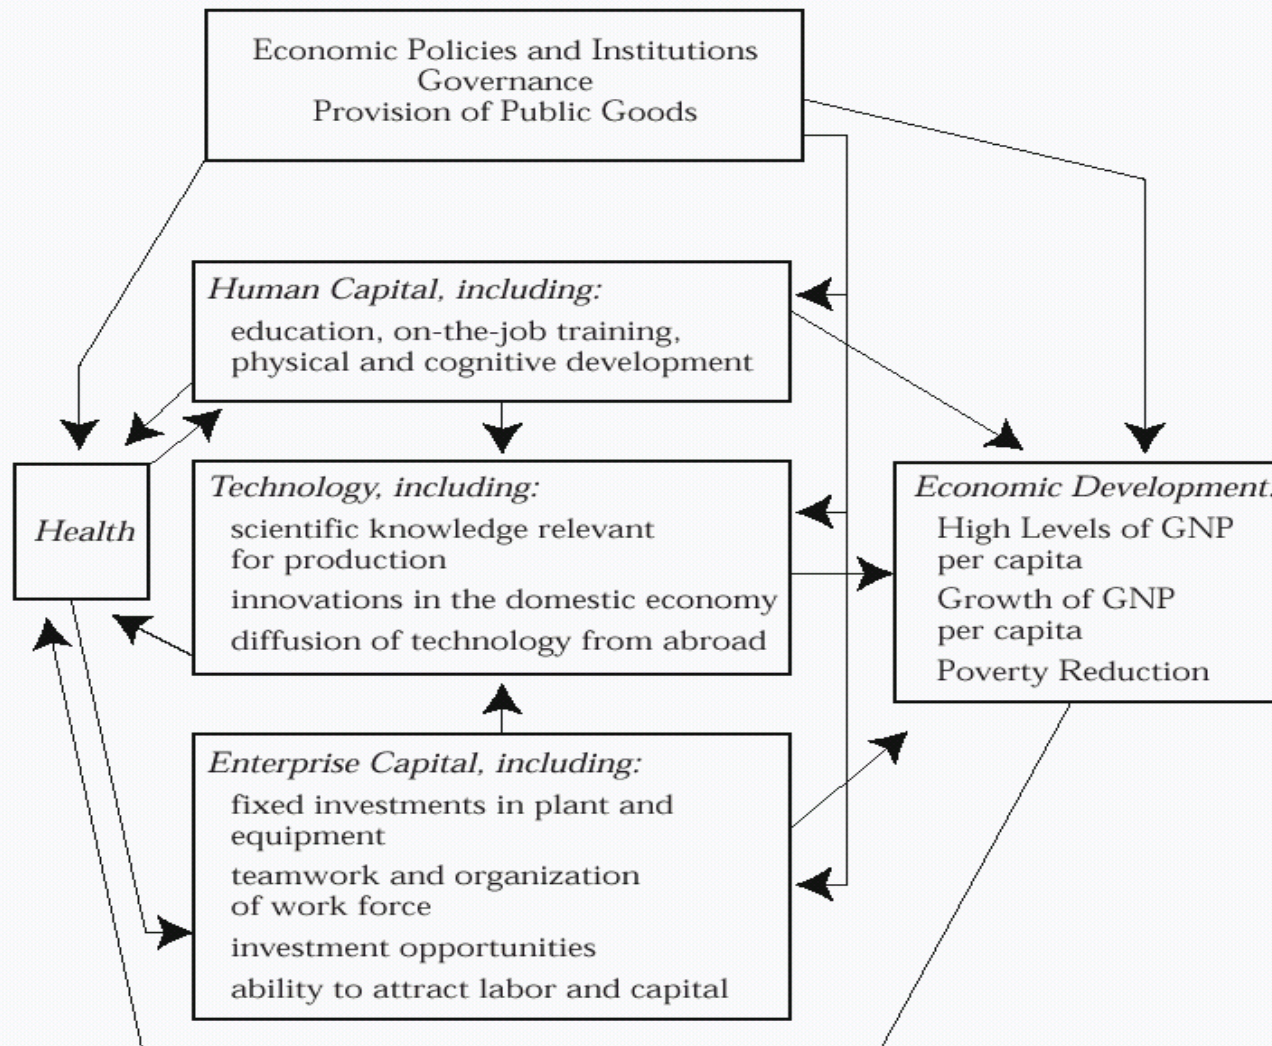 Economic Policies and Institutions
Governance
Provision of Public Goods
Human Capital, including:
education, on-the-job training,
physical and cognitive development
Health
Technology, including:
scientific knowledge relevant
for production
innovations in the domestic economy
diffusion of technology from abroad
Economic Development:
High Levels of GNP
per capita
Growth of GNP
per capita
Poverty Reduction
Enterprise Capital, including:
fixed investments in plant and
equipment
teamwork and organization
of work force
investment opportunities
ability to attract labor and capital